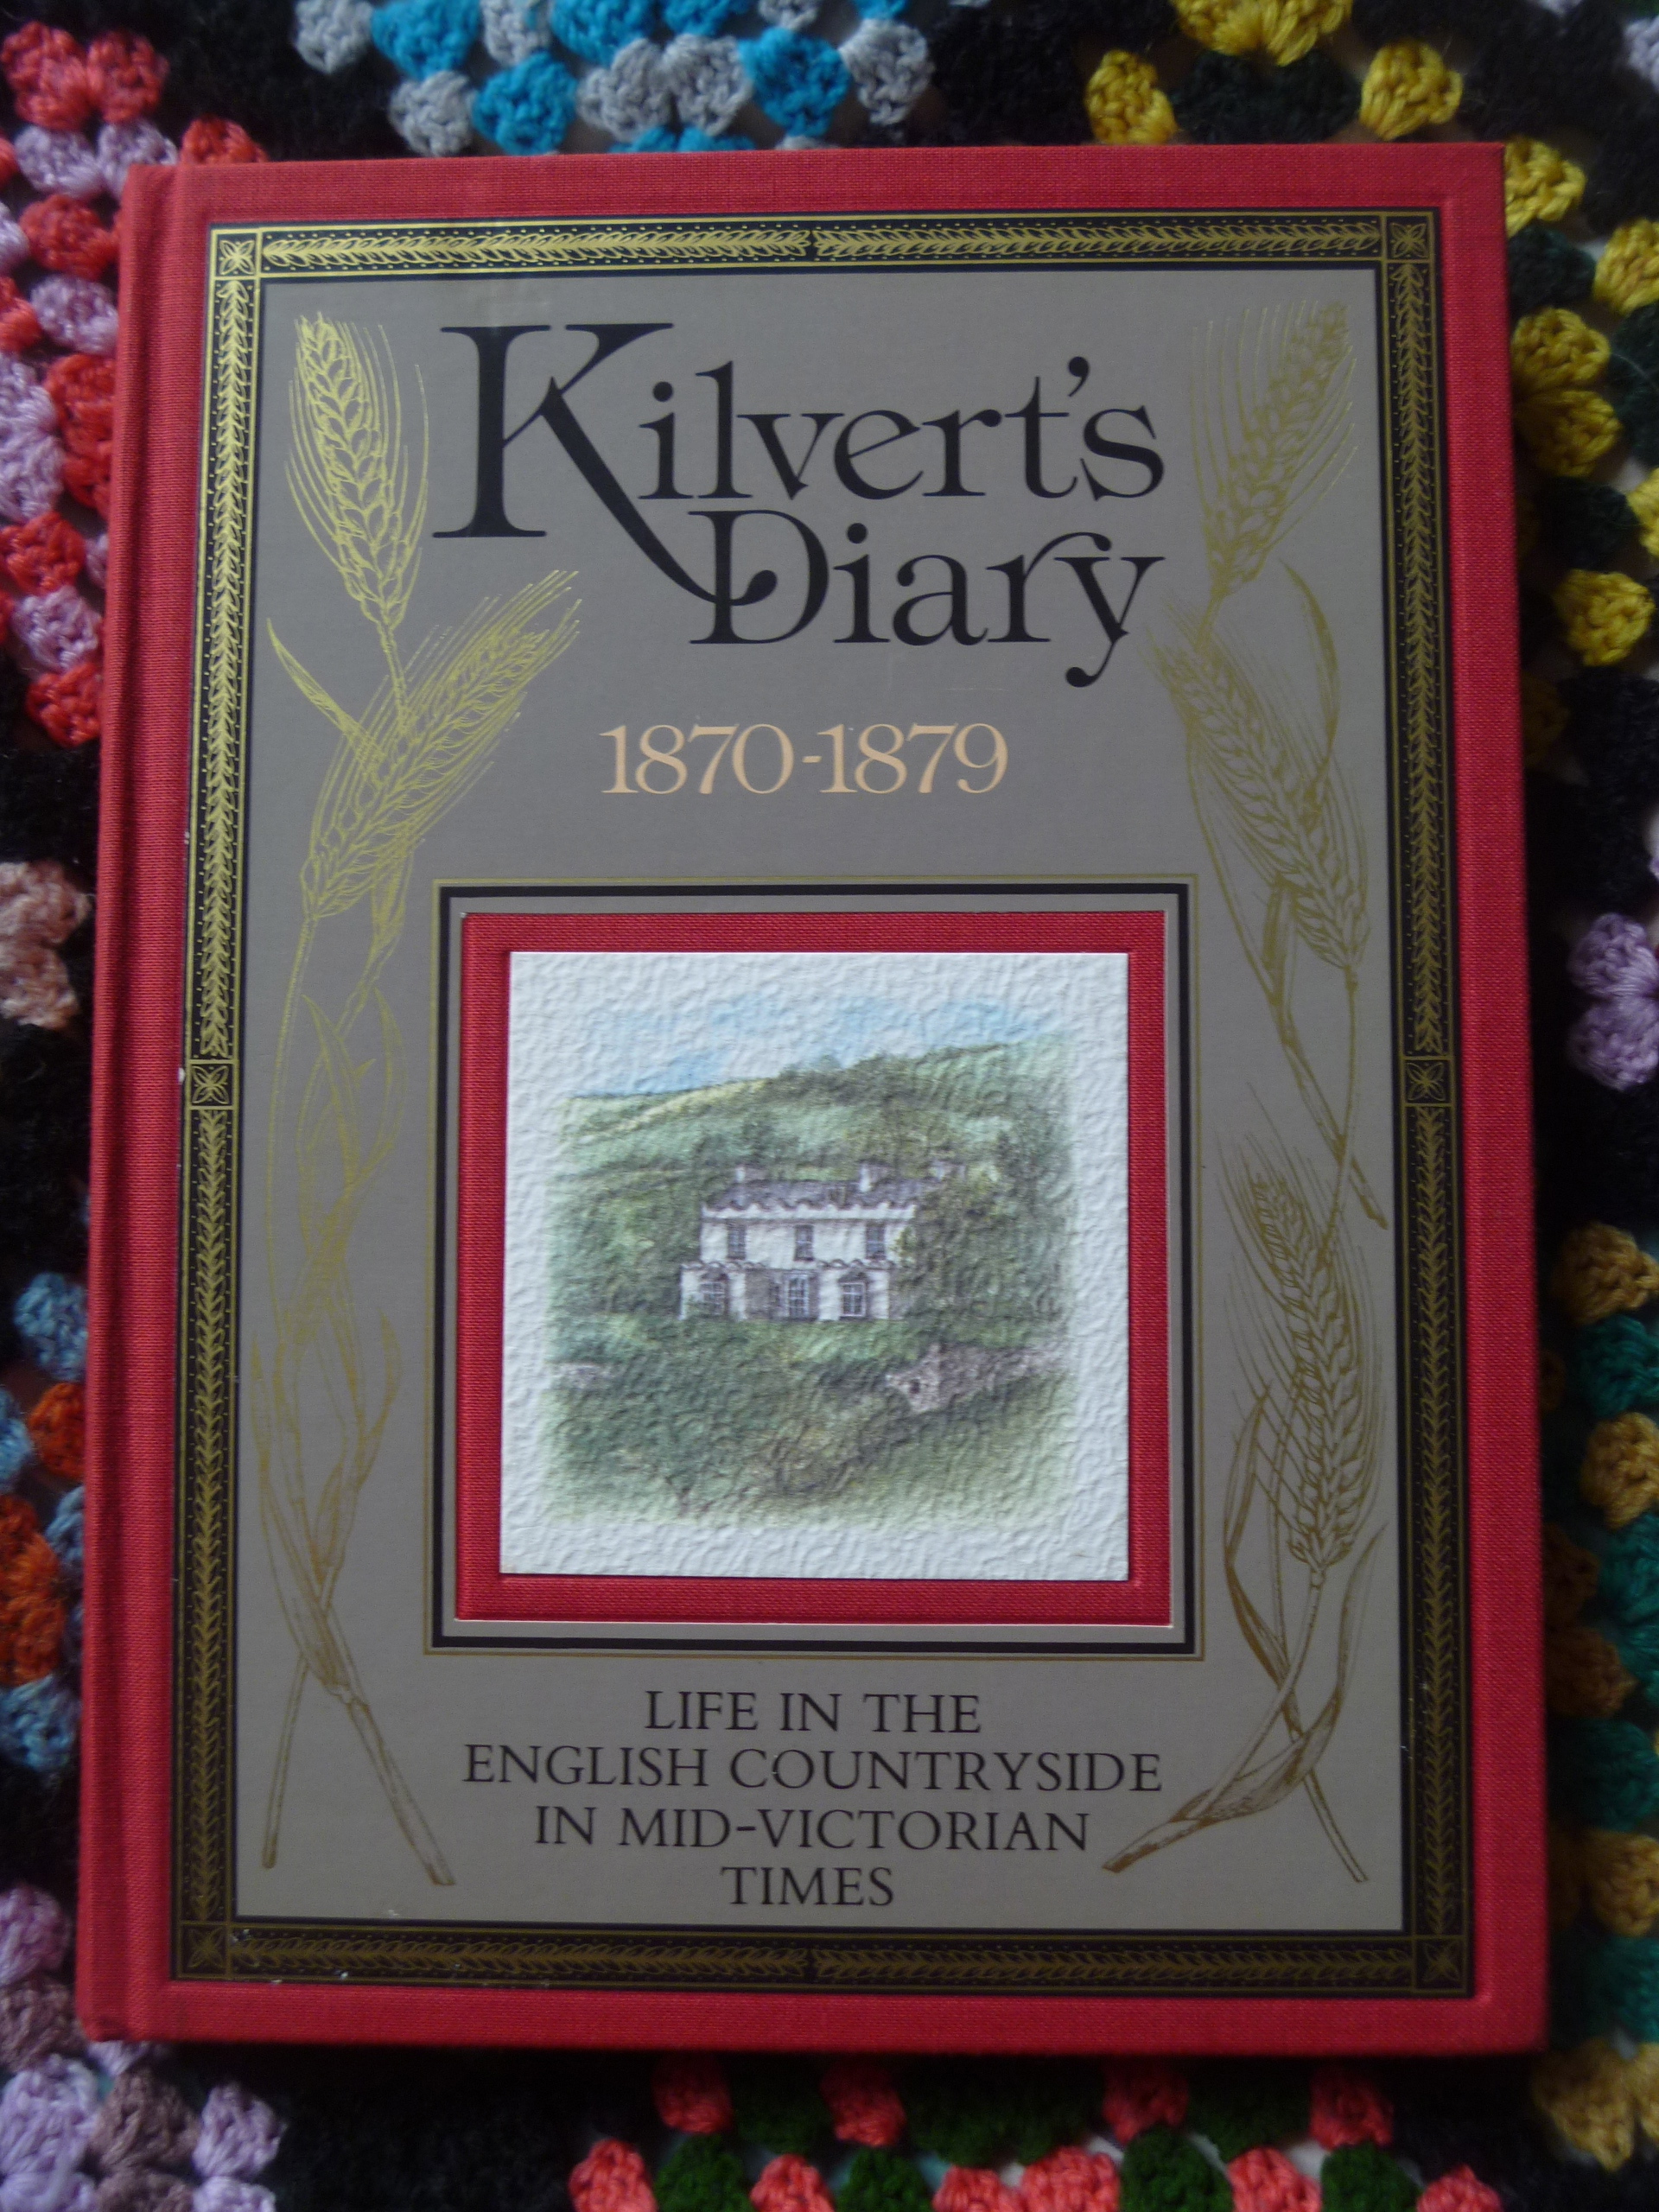 Kilvert's
Diary
1870-1879
LIFE IN THE
ENGLISH COUNTRYSIDE
IN MID-VICTORIAN
TIMES